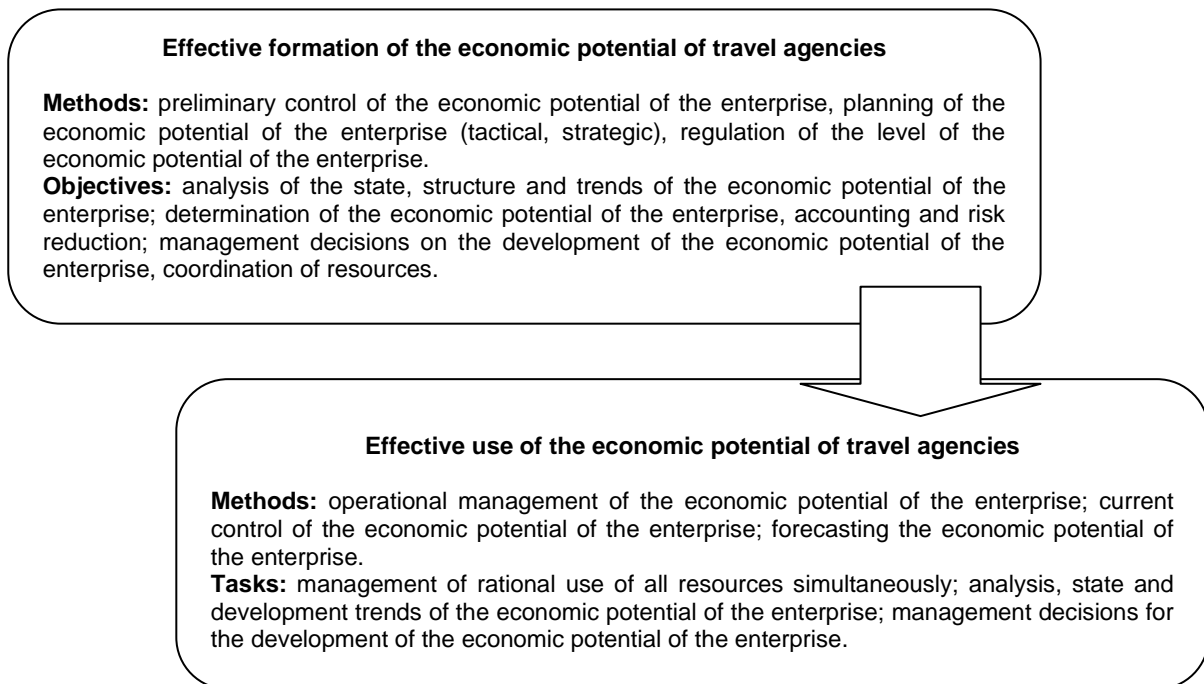 Effective formation of the economic potential of travel agencies
Methods: preliminary control of the economic potential of the enterprise, planning of the
economic potential of the enterprise (tactical, strategic), regulation of the level of the
economic potential of the enterprise.
Objectives: analysis of the state, structure and trends of the economic potential of the
enterprise; determination of the economic potential of the enterprise, accounting and risk
reduction; management decisions on the development of the economic potential of the
enterprise, coordination of resources.
Effective use of the economic potential of travel agencies
Methods: operational management of the economic potential of the enterprise; current
control of the economic potential of the enterprise; forecasting the economic potential of
the enterprise.
Tasks: management of rational use of all resources simultaneously; analysis, state and
development trends of the economic potential of the enterprise; management decisions for
the development of the economic potential of the enterprise.